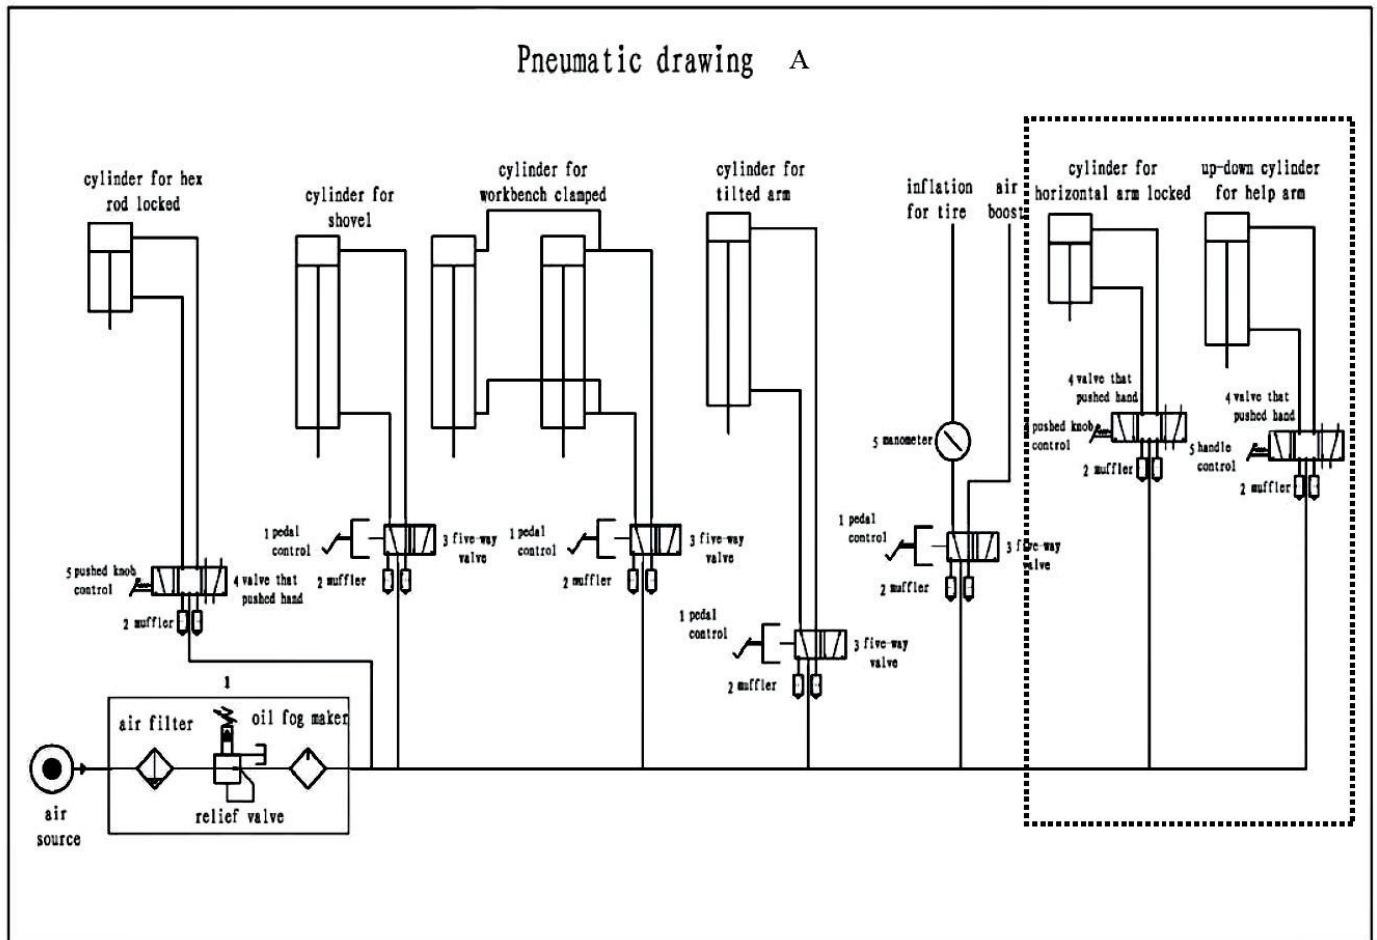 Pneumatic drawing A
cylinder for hex
rod locked
cylinder for
shovel
cylinder for
workbench clamped
cylinder for
tilted arm
inflation
for tire
air
boost
cylinder for
horizontal arm locked
up-down cylinder
for help arm
5 pushed knob
control
4 valve that
pushed hand
2 muffler
1 pedal
control
3 five-way
valve
2 muffler
1 pedal
control
3 five-way
valve
2 muffler
1 pedal
control
3 five-way
valve
2 muffler
5 manometer
1 pedal
control
3 five-way
valve
2 muffler
4 valve that
pushed hand
pushed knob
control
2 muffler
4 valve that
pushed hand
5 handle
control
2 muffler
1
air filter
oil fog maker
relief valve
air
source